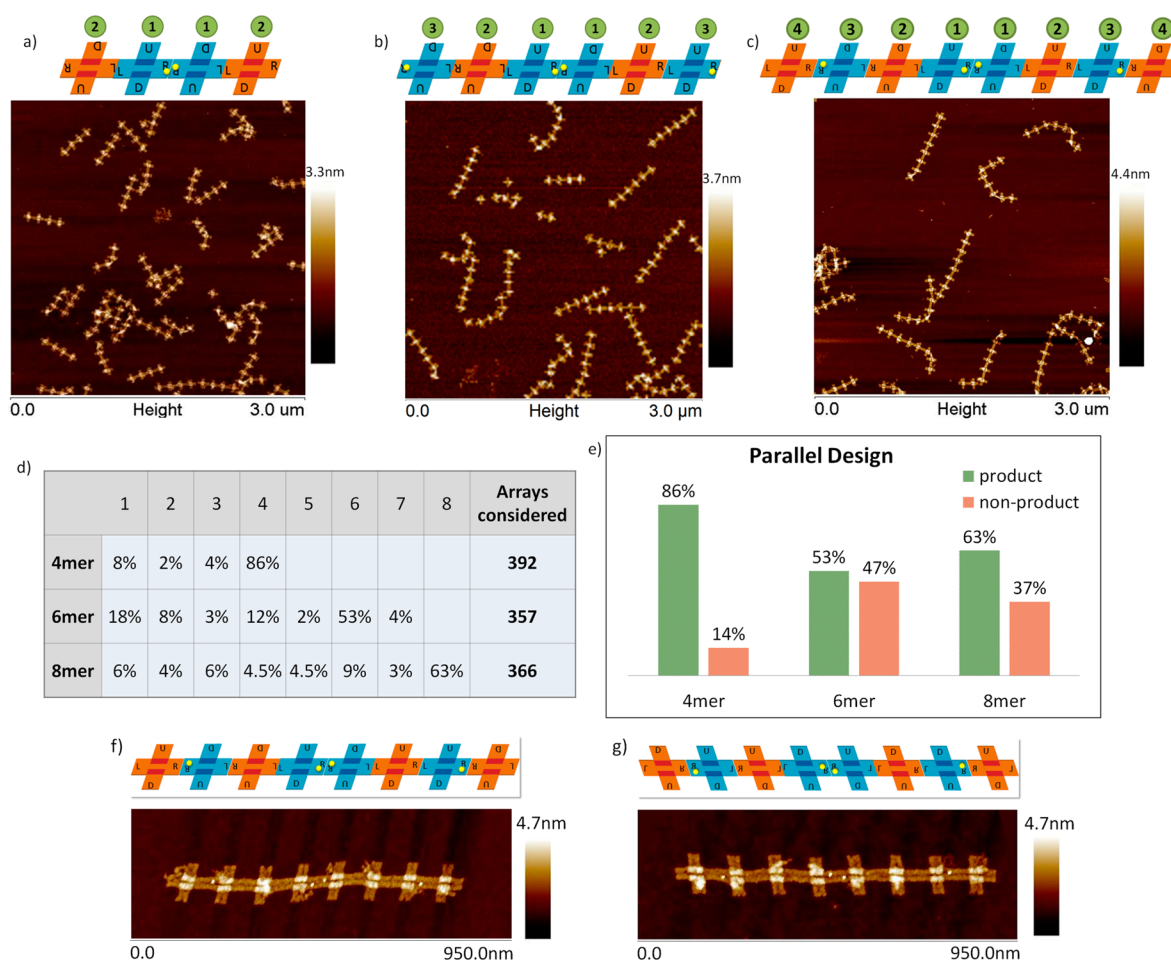 a)
2 1 1 2
D U D U
R L R R L L R
U D U D
3.3nm
0.0 Height 3.0 um
b)
3 2 1 1 2 3
D D U D U U
3.7nm
0.0 Height 3.0 µm
c)
4 3 2 1 1 2 3 4
4.4nm
0.0 Height 3.0 um
d)
1 2 3 4 5 6 7 8 Arrays considered
4mer 8% 2% 4% 86% 392
6mer 18% 8% 3% 12% 2% 53% 4% 357
8mer 6% 4% 6% 4.5% 4.5% 9% 3% 63% 366
e)
Parallel Design
product
non-product
86%
14%
53%
47%
63%
37%
4mer 6mer 8mer
f)
4.7nm
0.0 950.0nm
g)
4.7nm
0.0 950.0nm